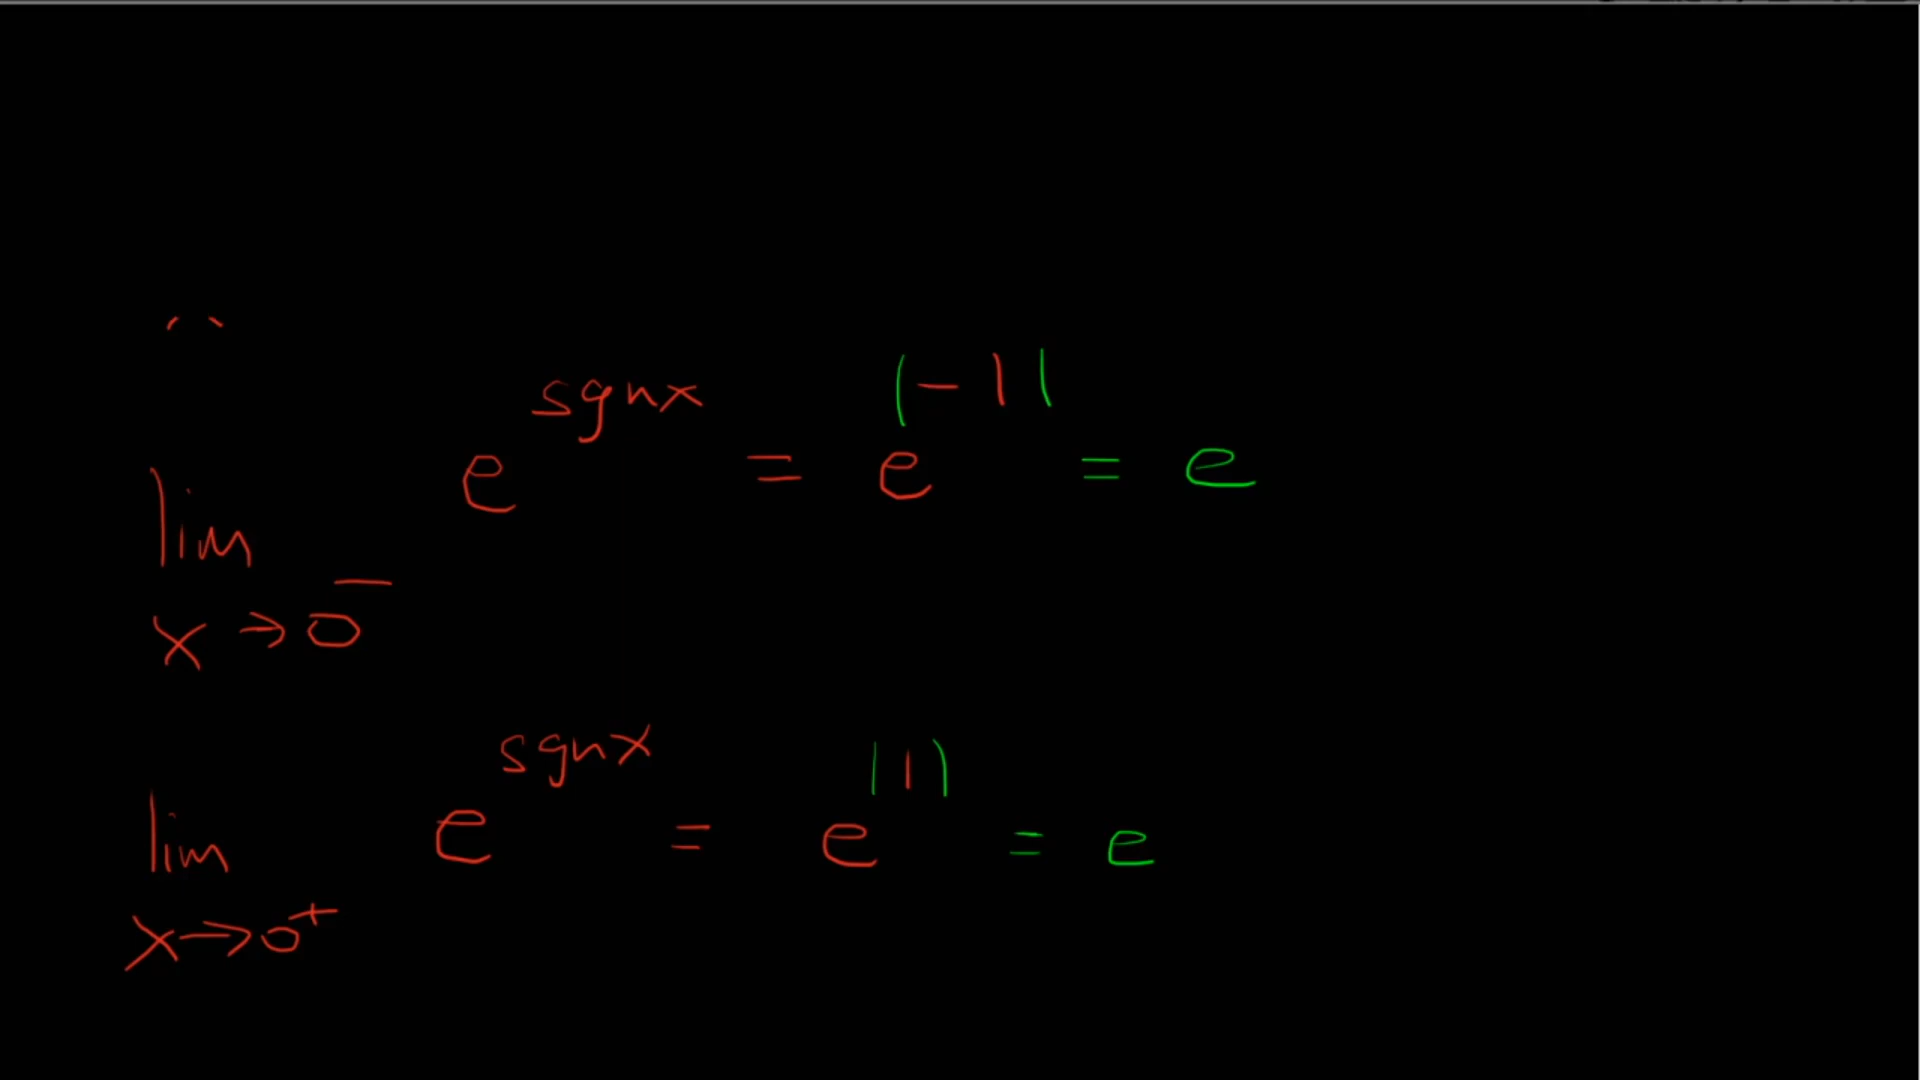 lim x→0⁻ e^sgnx = e^|-1| = e
lim x→0⁺ e^sgnx = e^|1| = e